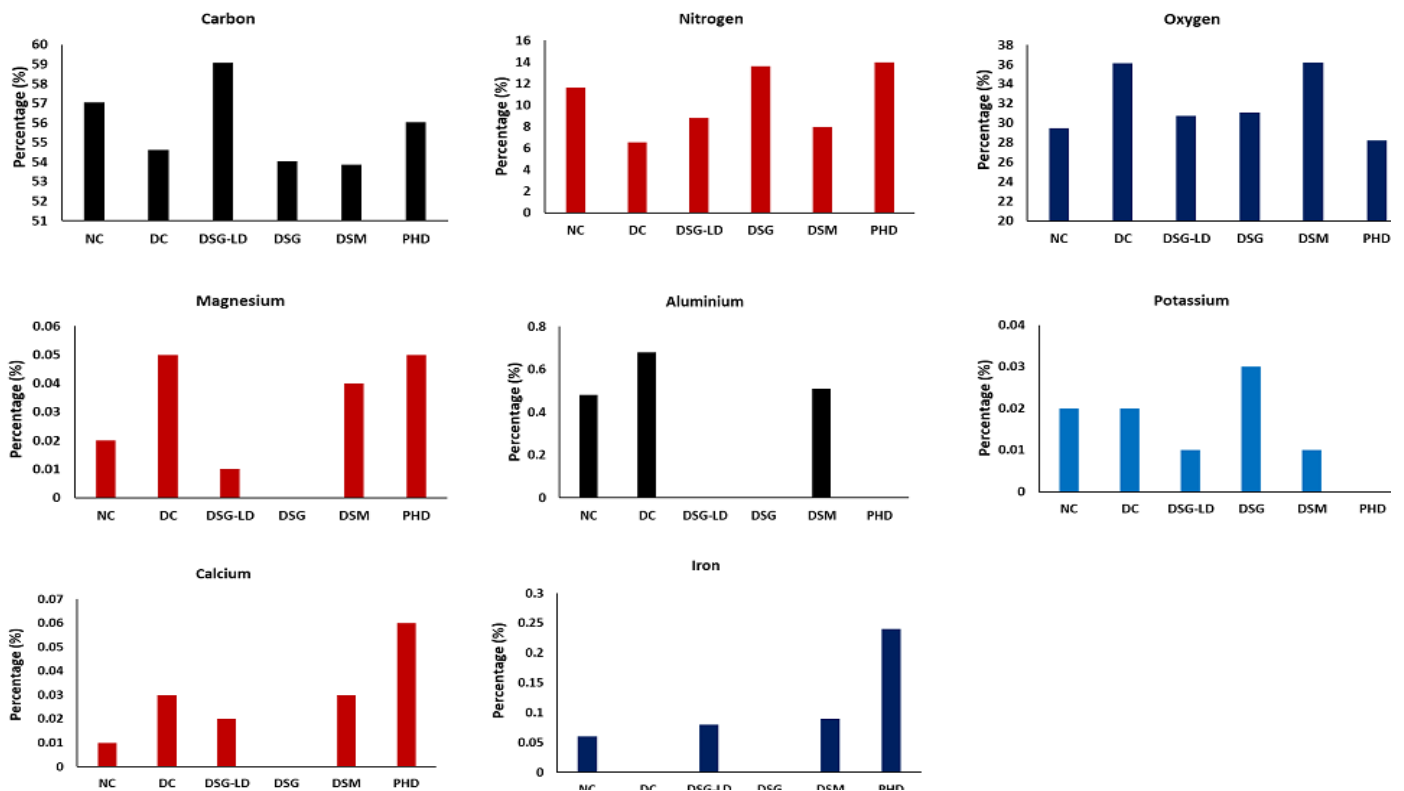 Carbon
Percentage (%)
60
59
58
57
56
55
54
53
52
51
NC DC DSG-LD DSG DSM PHD
Nitrogen
Percentage (%)
16
14
12
10
8
6
4
2
0
NC DC DSG-LD DSG DSM PHD
Oxygen
Percentage (%)
38
36
34
32
30
28
26
24
22
20
NC DC DSG-LD DSG DSM PHD
Magnesium
Percentage (%)
0.06
0.05
0.04
0.03
0.02
0.01
0
NC DC DSG-LD DSG DSM PHD
Aluminium
Percentage (%)
0.8
0.6
0.4
0.2
0
NC DC DSG-LD DSG DSM PHD
Potassium
Percentage (%)
0.04
0.03
0.02
0.01
0
NC DC DSG-LD DSG DSM PHD
Calcium
Percentage (%)
0.07
0.06
0.05
0.04
0.03
0.02
0.01
0
NC DC DSG-LD DSG DSM PHD
Iron
Percentage (%)
0.3
0.25
0.2
0.15
0.1
0.05
0
NC DC DSG-LD DSG DSM PHD